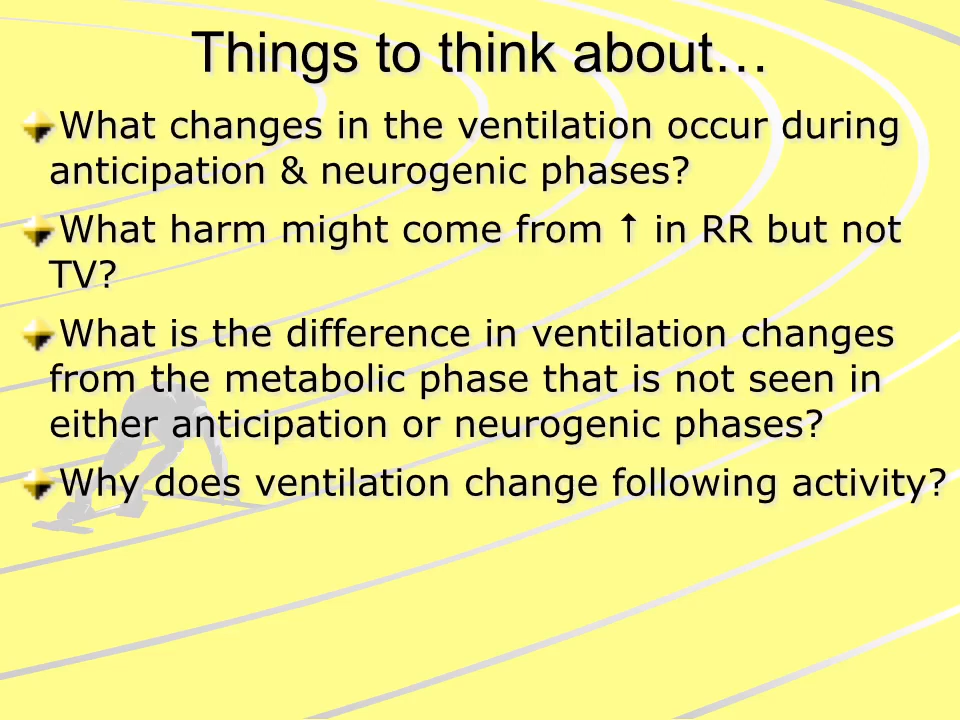 Things to think about…
What changes in the ventilation occur during
anticipation & neurogenic phases?
What harm might come from ↑ in RR but not
TV?
What is the difference in ventilation changes
from the metabolic phase that is not seen in
either anticipation or neurogenic phases?
Why does ventilation change following activity?